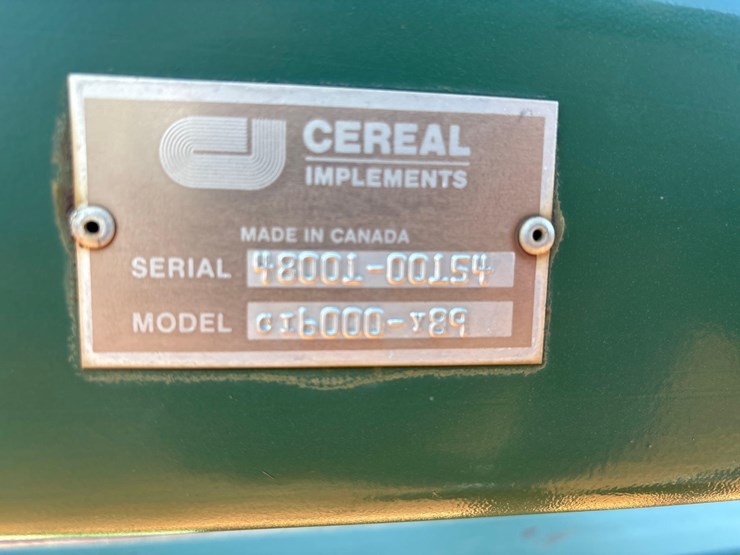 CEREAL
IMPLEMENTS
MADE IN CANADA
SERIAL 48001-00154
MODEL CI6000-Y89